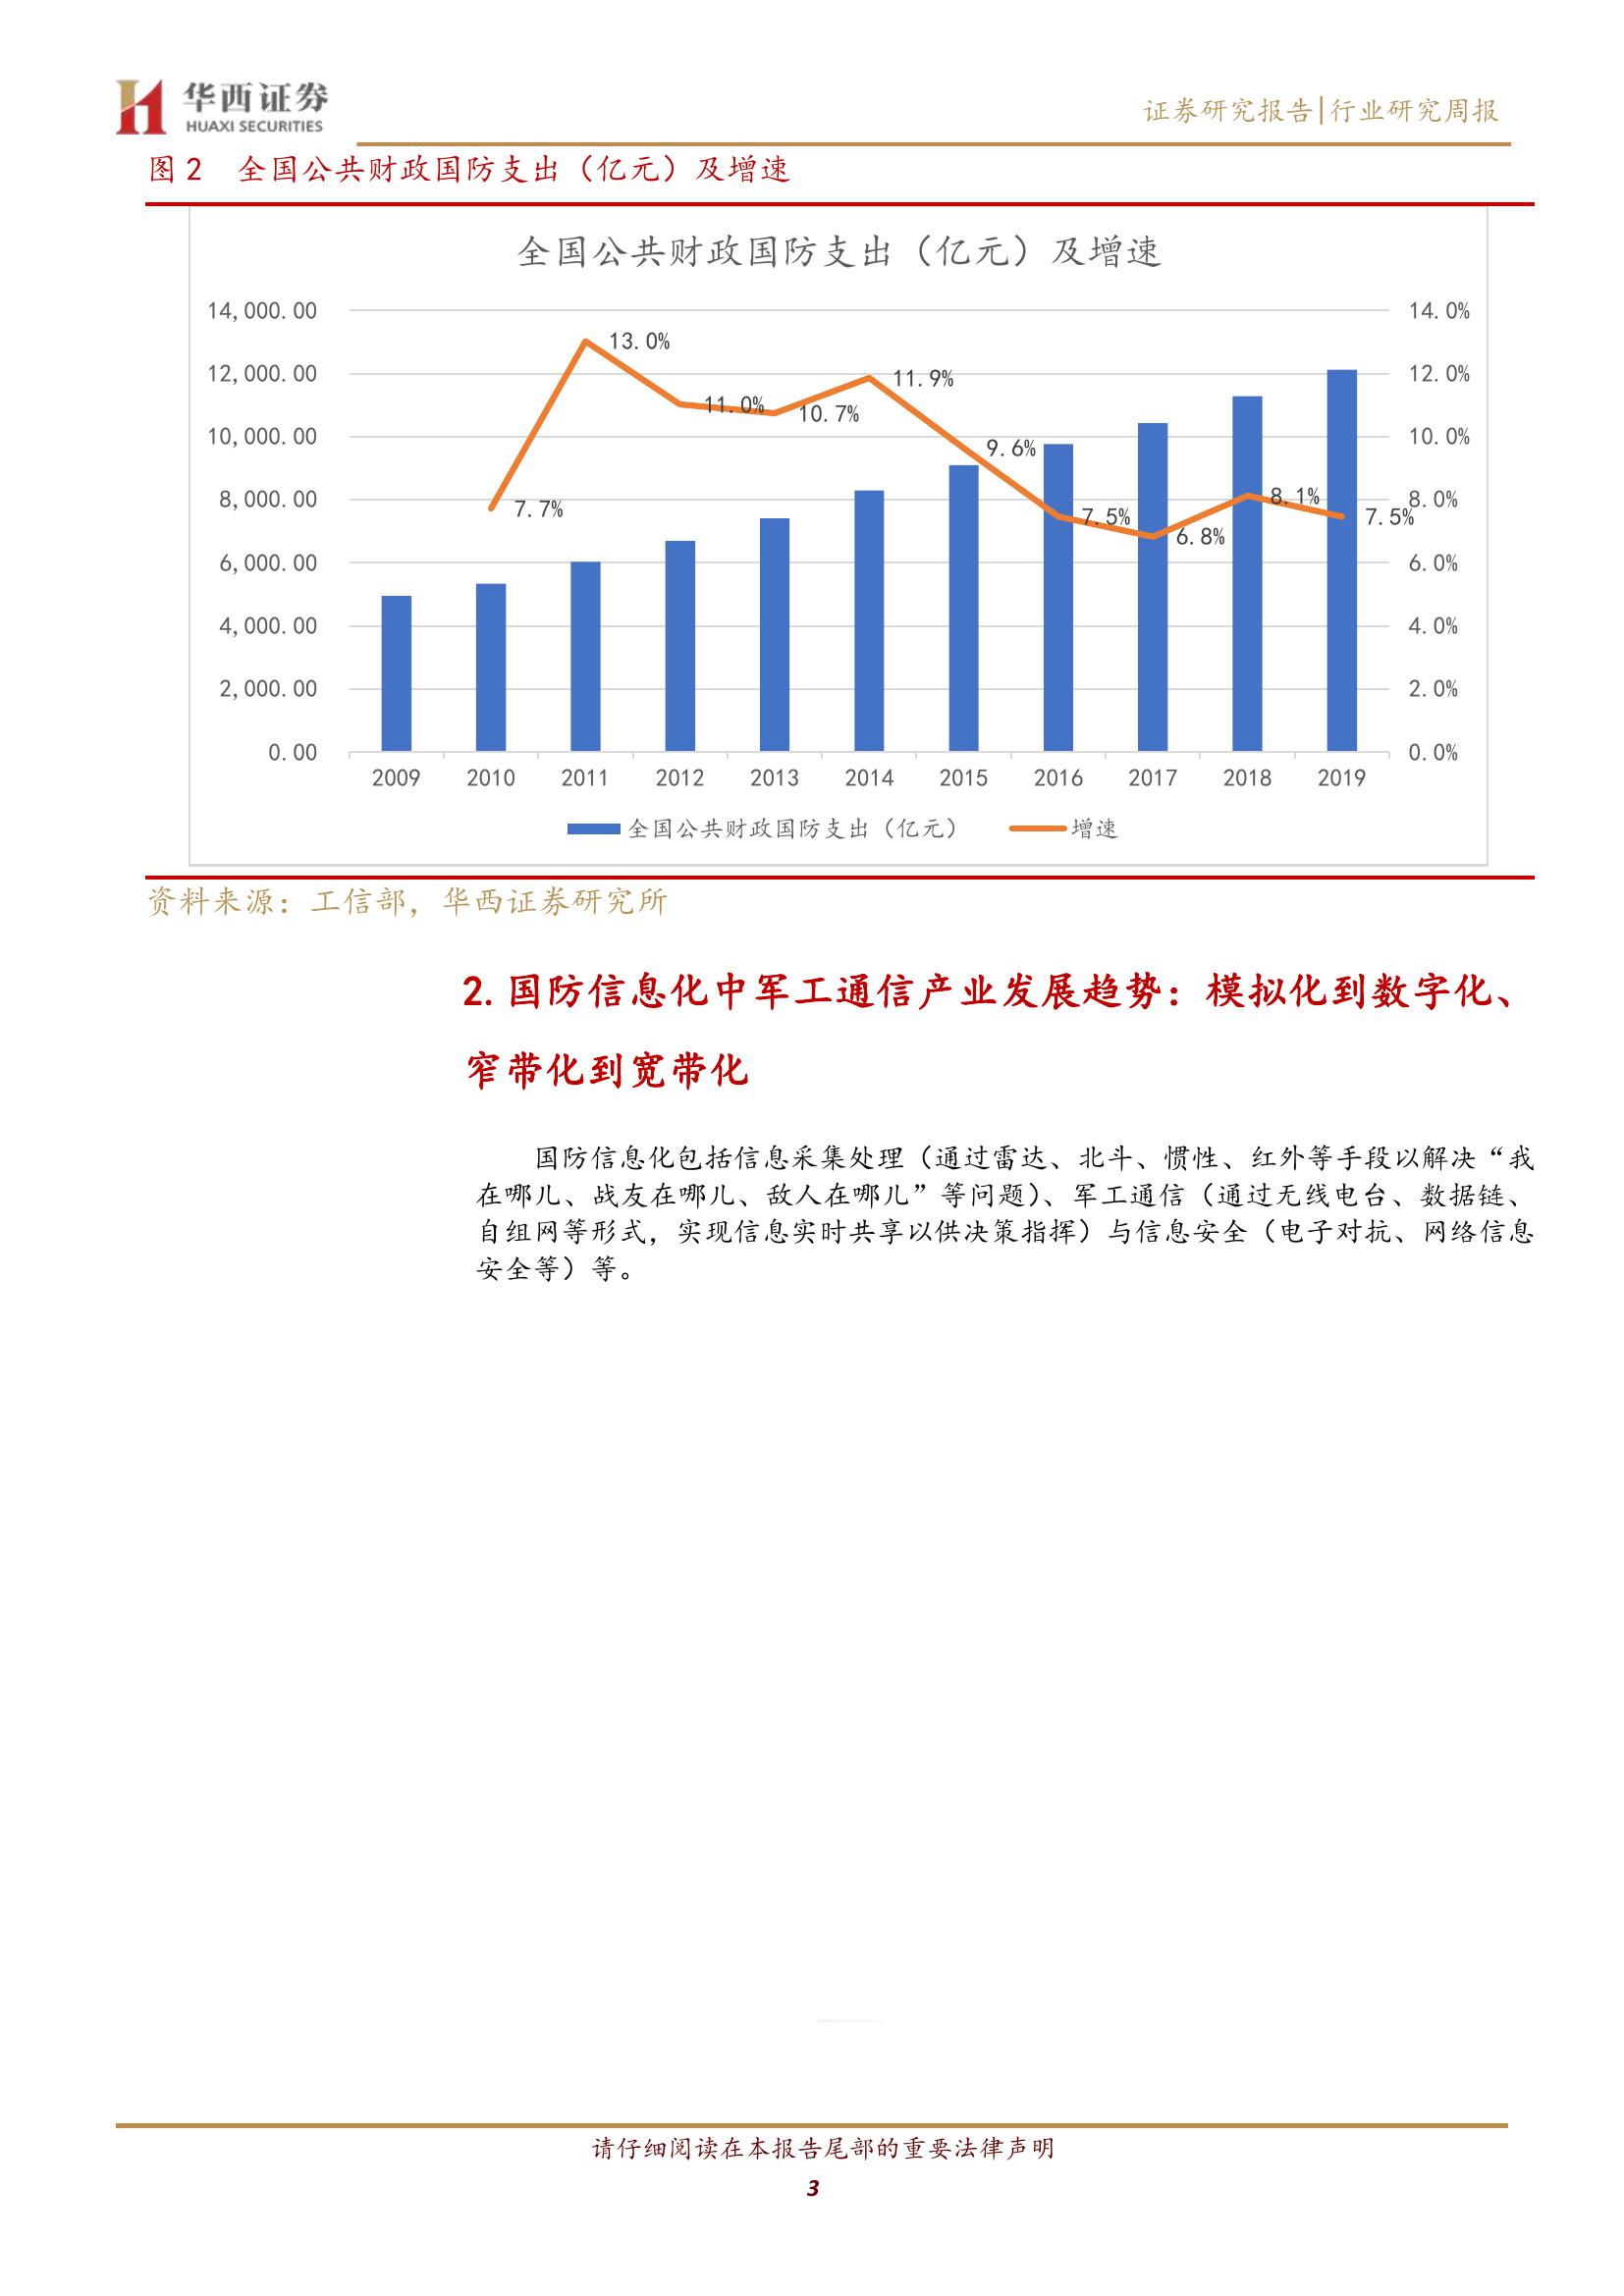 华西证券
HUAXI SECURITIES
证券研究报告|行业研究周报
图 2 全国公共财政国防支出（亿元）及增速
全国公共财政国防支出（亿元）及增速
14,000.00
12,000.00
10,000.00
8,000.00
6,000.00
4,000.00
2,000.00
0.00
14.0%
12.0%
10.0%
8.0%
6.0%
4.0%
2.0%
0.0%
7.7%
13.0%
11.0%
10.7%
11.9%
9.6%
7.5%
6.8%
8.1%
7.5%
2009 2010 2011 2012 2013 2014 2015 2016 2017 2018 2019
全国公共财政国防支出（亿元） 增速
资料来源：工信部，华西证券研究所
2. 国防信息化中军工通信产业发展趋势：模拟化到数字化、
窄带化到宽带化
国防信息化包括信息采集处理（通过雷达、北斗、惯性、红外等手段以解决“我
在哪儿、战友在哪儿、敌人在哪儿”等问题）、军工通信（通过无线电台、数据链、
自组网等形式，实现信息实时共享以供决策指挥）与信息安全（电子对抗、网络信息
安全等）等。
请仔细阅读在本报告尾部的重要法律声明
3